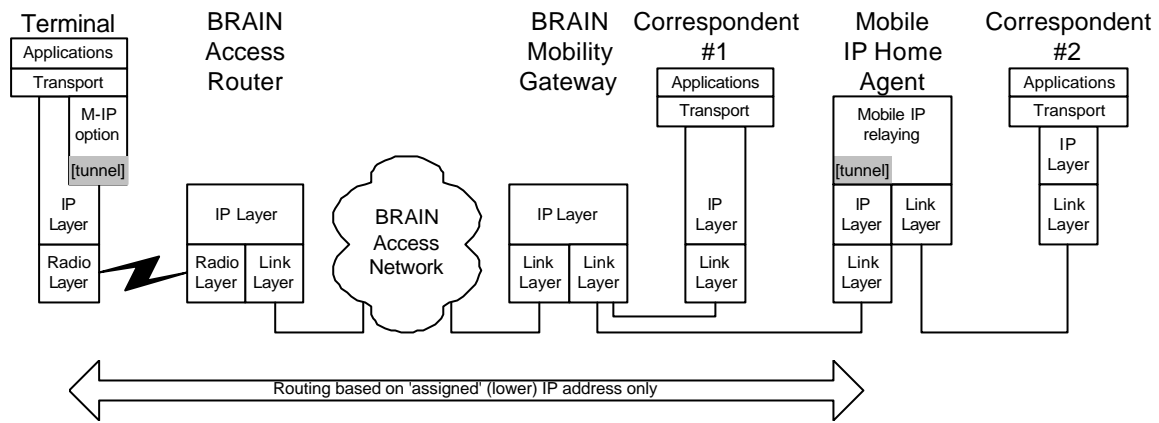 Terminal
BRAIN
Access
Router
BRAIN
Mobility
Gateway
Correspondent
#1
Mobile
IP Home
Agent
Correspondent
#2
Applications
Transport
M-IP
option
[tunnel]
IP
Layer
Radio
Layer
IP Layer
Radio
Layer
Link
Layer
BRAIN
Access
Network
IP Layer
Link
Layer
Link
Layer
Applications
Transport
IP
Layer
Link
Layer
Mobile IP
relaying
[tunnel]
IP
Layer
Link
Layer
Link
Layer
Applications
Transport
IP
Layer
Link
Layer
Routing based on 'assigned' (lower) IP address only